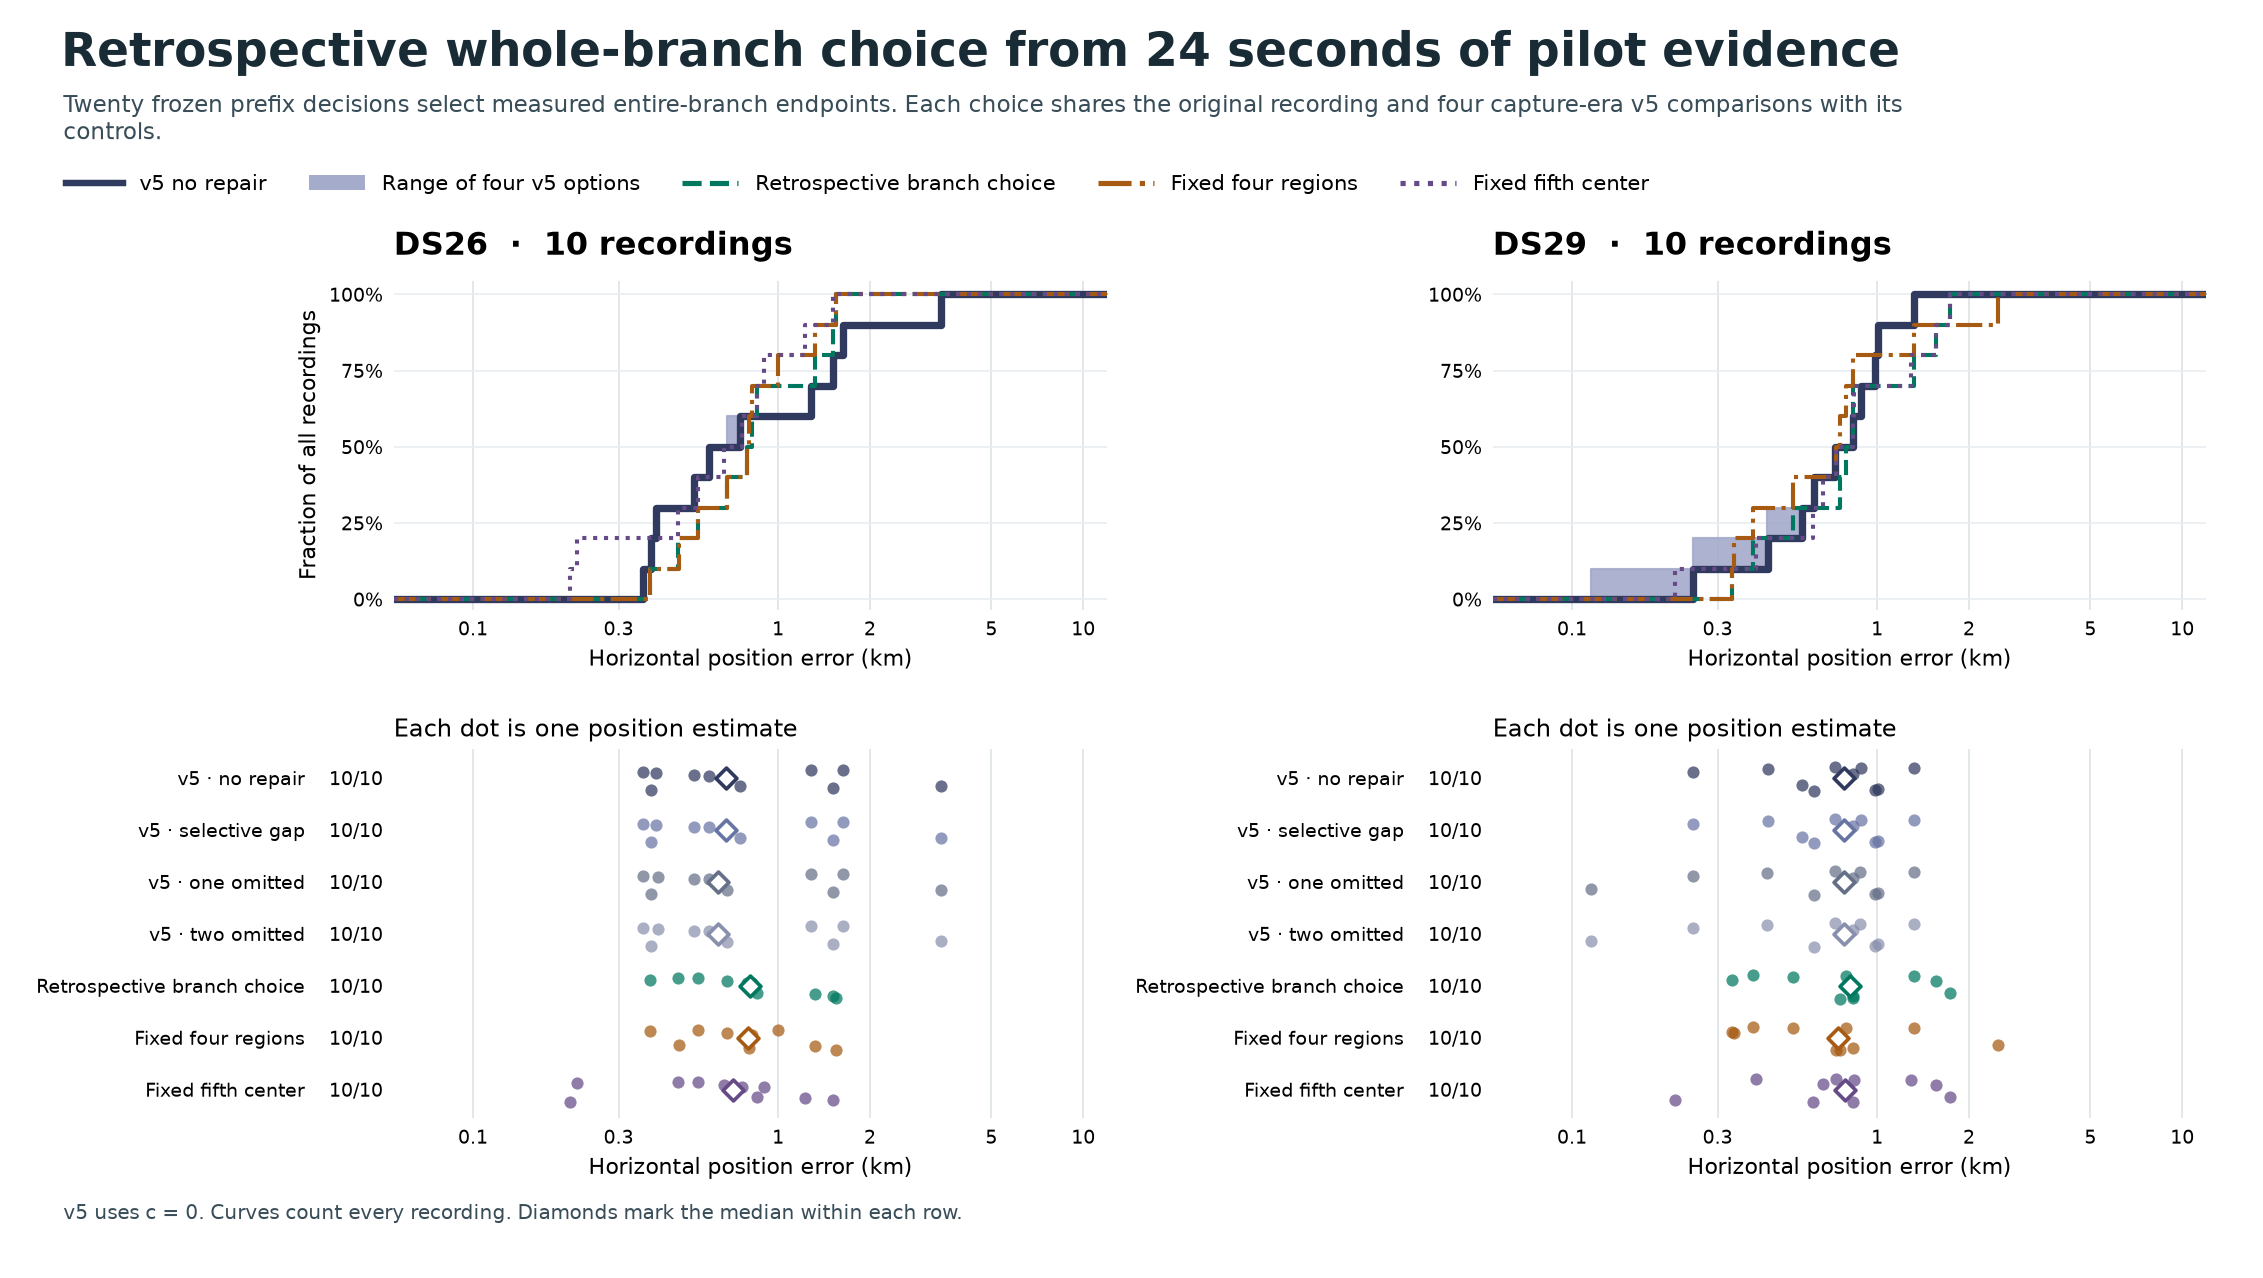 Retrospective whole-branch choice from 24 seconds of pilot evidence
Twenty frozen prefix decisions select measured entire-branch endpoints. Each choice shares the original recording and four capture-era v5 comparisons with its
controls.
v5 no repair
Range of four v5 options
Retrospective branch choice
Fixed four regions
Fixed fifth center
DS26 · 10 recordings
Fraction of all recordings
100%
75%
50%
25%
0%
0.1 0.3 1 2 5 10
Horizontal position error (km)
DS29 · 10 recordings
100%
75%
50%
25%
0%
0.1 0.3 1 2 5 10
Horizontal position error (km)
Each dot is one position estimate
v5 · no repair 10/10
v5 · selective gap 10/10
v5 · one omitted 10/10
v5 · two omitted 10/10
Retrospective branch choice 10/10
Fixed four regions 10/10
Fixed fifth center 10/10
0.1 0.3 1 2 5 10
Horizontal position error (km)
Each dot is one position estimate
v5 · no repair 10/10
v5 · selective gap 10/10
v5 · one omitted 10/10
v5 · two omitted 10/10
Retrospective branch choice 10/10
Fixed four regions 10/10
Fixed fifth center 10/10
0.1 0.3 1 2 5 10
Horizontal position error (km)
v5 uses c = 0. Curves count every recording. Diamonds mark the median within each row.